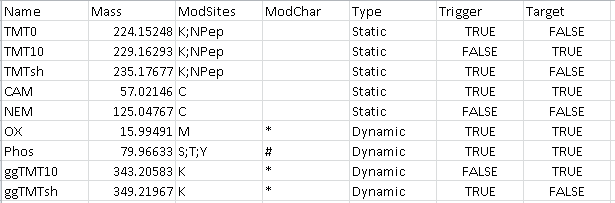 Name Mass ModSites ModChar Type Trigger Target
TMT0 224.15248 K;NPep Static TRUE FALSE
TMT10 229.16293 K;NPep Static FALSE TRUE
TMTsh 235.17677 K;NPep Static TRUE FALSE
CAM 57.02146 C Static TRUE TRUE
NEM 125.04767 C Static FALSE FALSE
OX 15.99491 M * Dynamic TRUE TRUE
Phos 79.96633 S;T;Y # Dynamic TRUE TRUE
ggTMT10 343.20583 K * Dynamic FALSE TRUE
ggTMTsh 349.21967 K * Dynamic TRUE FALSE